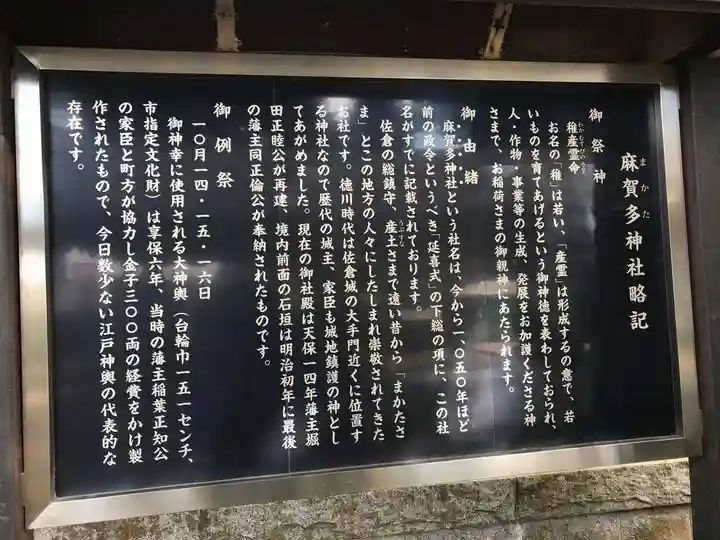 麻賀多神社略記
まかた
御祭神
稚産霊命
わかむすびのみこと
お名の「稚」は若い、「産霊」は形成するの意で、若
いものを育てあげるという御神徳を表わしておられ、
人・作物・事業等の生成、発展をお加護くださる神
さまで、お稲荷さまの御親神にあたられます。
御由緒
麻賀多神社という社名は、今から一、〇五〇年ほど
前の政令というべき「延喜式」の下総の項に、この社
名がすでに記載されております。
佐倉の総鎮守、産土さまで遠い昔から「まかたさ
うぶすな
ま」とこの地方の人々にしたしまれ崇敬されてきた
お社です。徳川時代は佐倉城の大手門近くに位置す
る神社なので歴代の城主、家臣も城地鎮護の神とし
てあがめました。現在の御社殿は天保一四年藩主堀
田正睦公が再建、境内前面の石垣は明治初年に最後
の藩主同正倫公が奉納されたものです。
御例祭
一〇月一四・一五・一六日
御神幸に使用される大神輿（台輪巾一五一センチ、
市指定文化財）は享保六年、当時の藩主稲葉正知公
の家臣と町方が協力し金子三〇〇両の経費をかけ製
作されたもので、今日数少ない江戸神輿の代表的な
存在です。